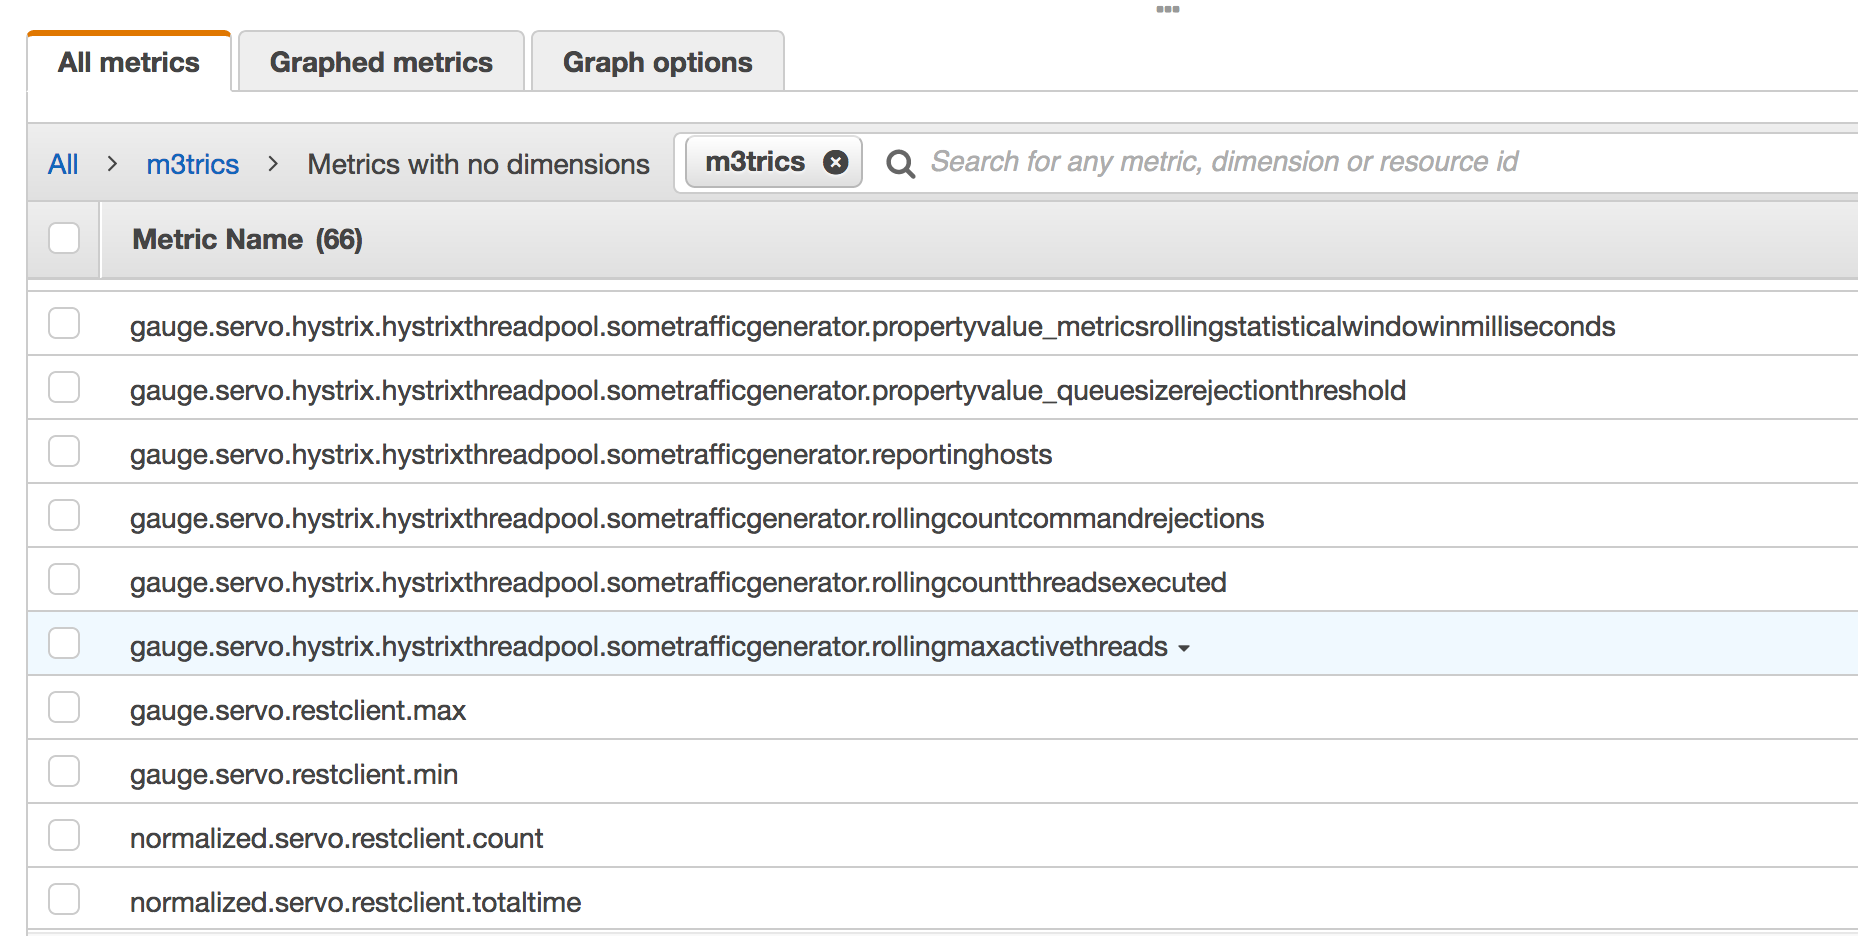 All metrics Graphed metrics Graph options
All > m3trics > Metrics with no dimensions m3trics Search for any metric, dimension or resource id
Metric Name (66)
gauge.servo.hystrix.hystrixthreadpool.sometrafficgenerator.propertyvalue_metricsrollingstatisticalwindowinmilliseconds
gauge.servo.hystrix.hystrixthreadpool.sometrafficgenerator.propertyvalue_queuesizerejectionthreshold
gauge.servo.hystrix.hystrixthreadpool.sometrafficgenerator.reportinghosts
gauge.servo.hystrix.hystrixthreadpool.sometrafficgenerator.rollingcountcommandrejections
gauge.servo.hystrix.hystrixthreadpool.sometrafficgenerator.rollingcountthreadsexecuted
gauge.servo.hystrix.hystrixthreadpool.sometrafficgenerator.rollingmaxactivethreads
gauge.servo.restclient.max
gauge.servo.restclient.min
normalized.servo.restclient.count
normalized.servo.restclient.totaltime